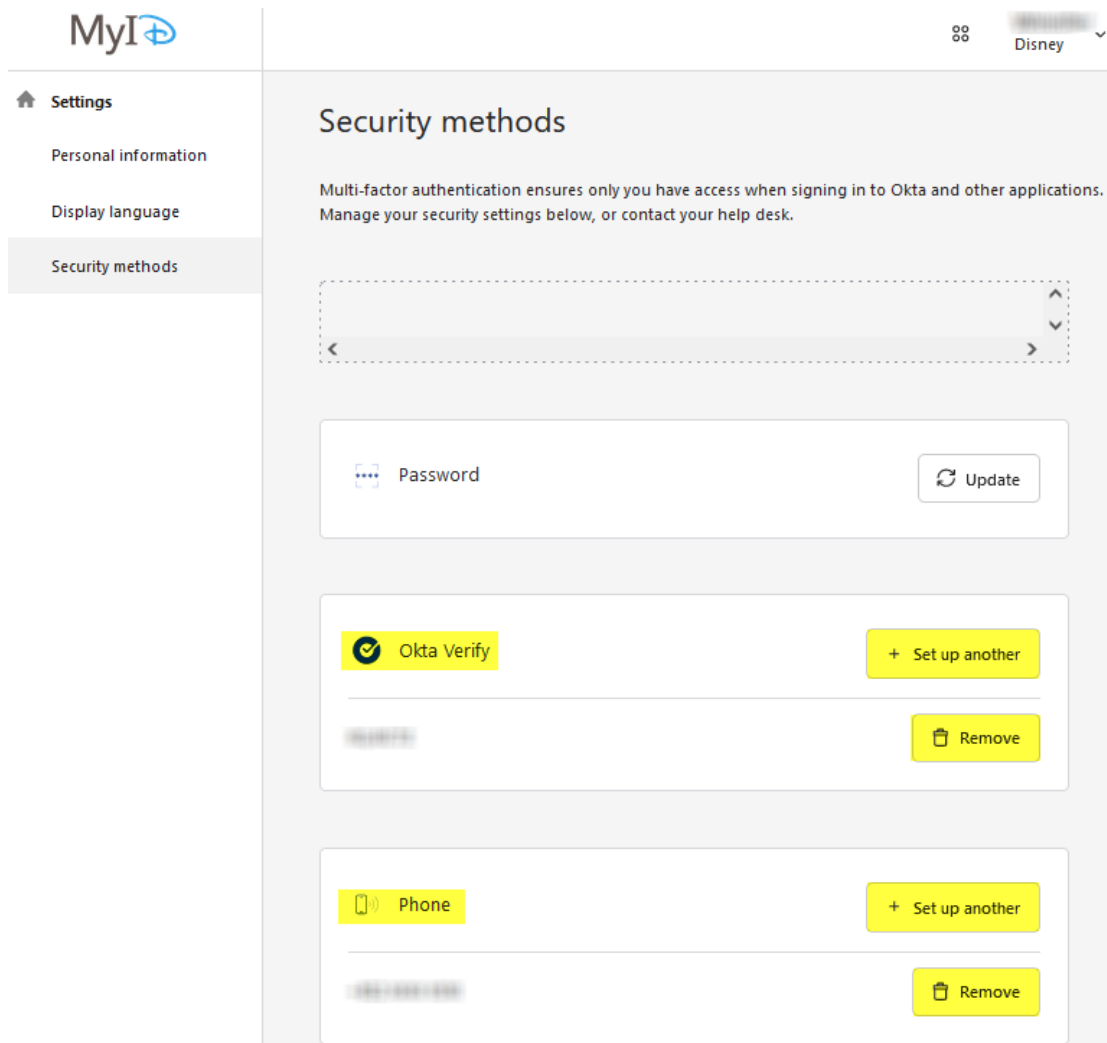 MyID
Disney
Settings
Personal information
Display language
Security methods
Security methods
Multi-factor authentication ensures only you have access when signing in to Okta and other applications.
Manage your security settings below, or contact your help desk.
Password
Update
Okta Verify
+ Set up another
Remove
Phone
+ Set up another
Remove